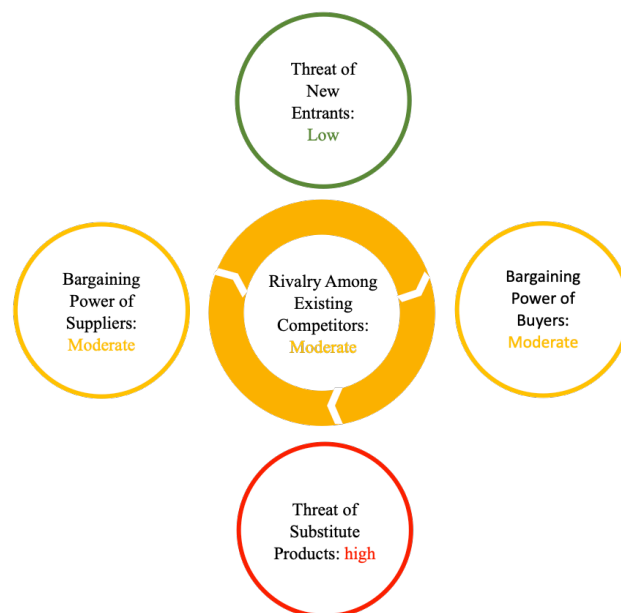 Threat of
New
Entrants:
Low
Bargaining
Power of
Suppliers:
Moderate
Rivalry Among
Existing
Competitors:
Moderate
Bargaining
Power of
Buyers:
Moderate
Threat of
Substitute
Products: high